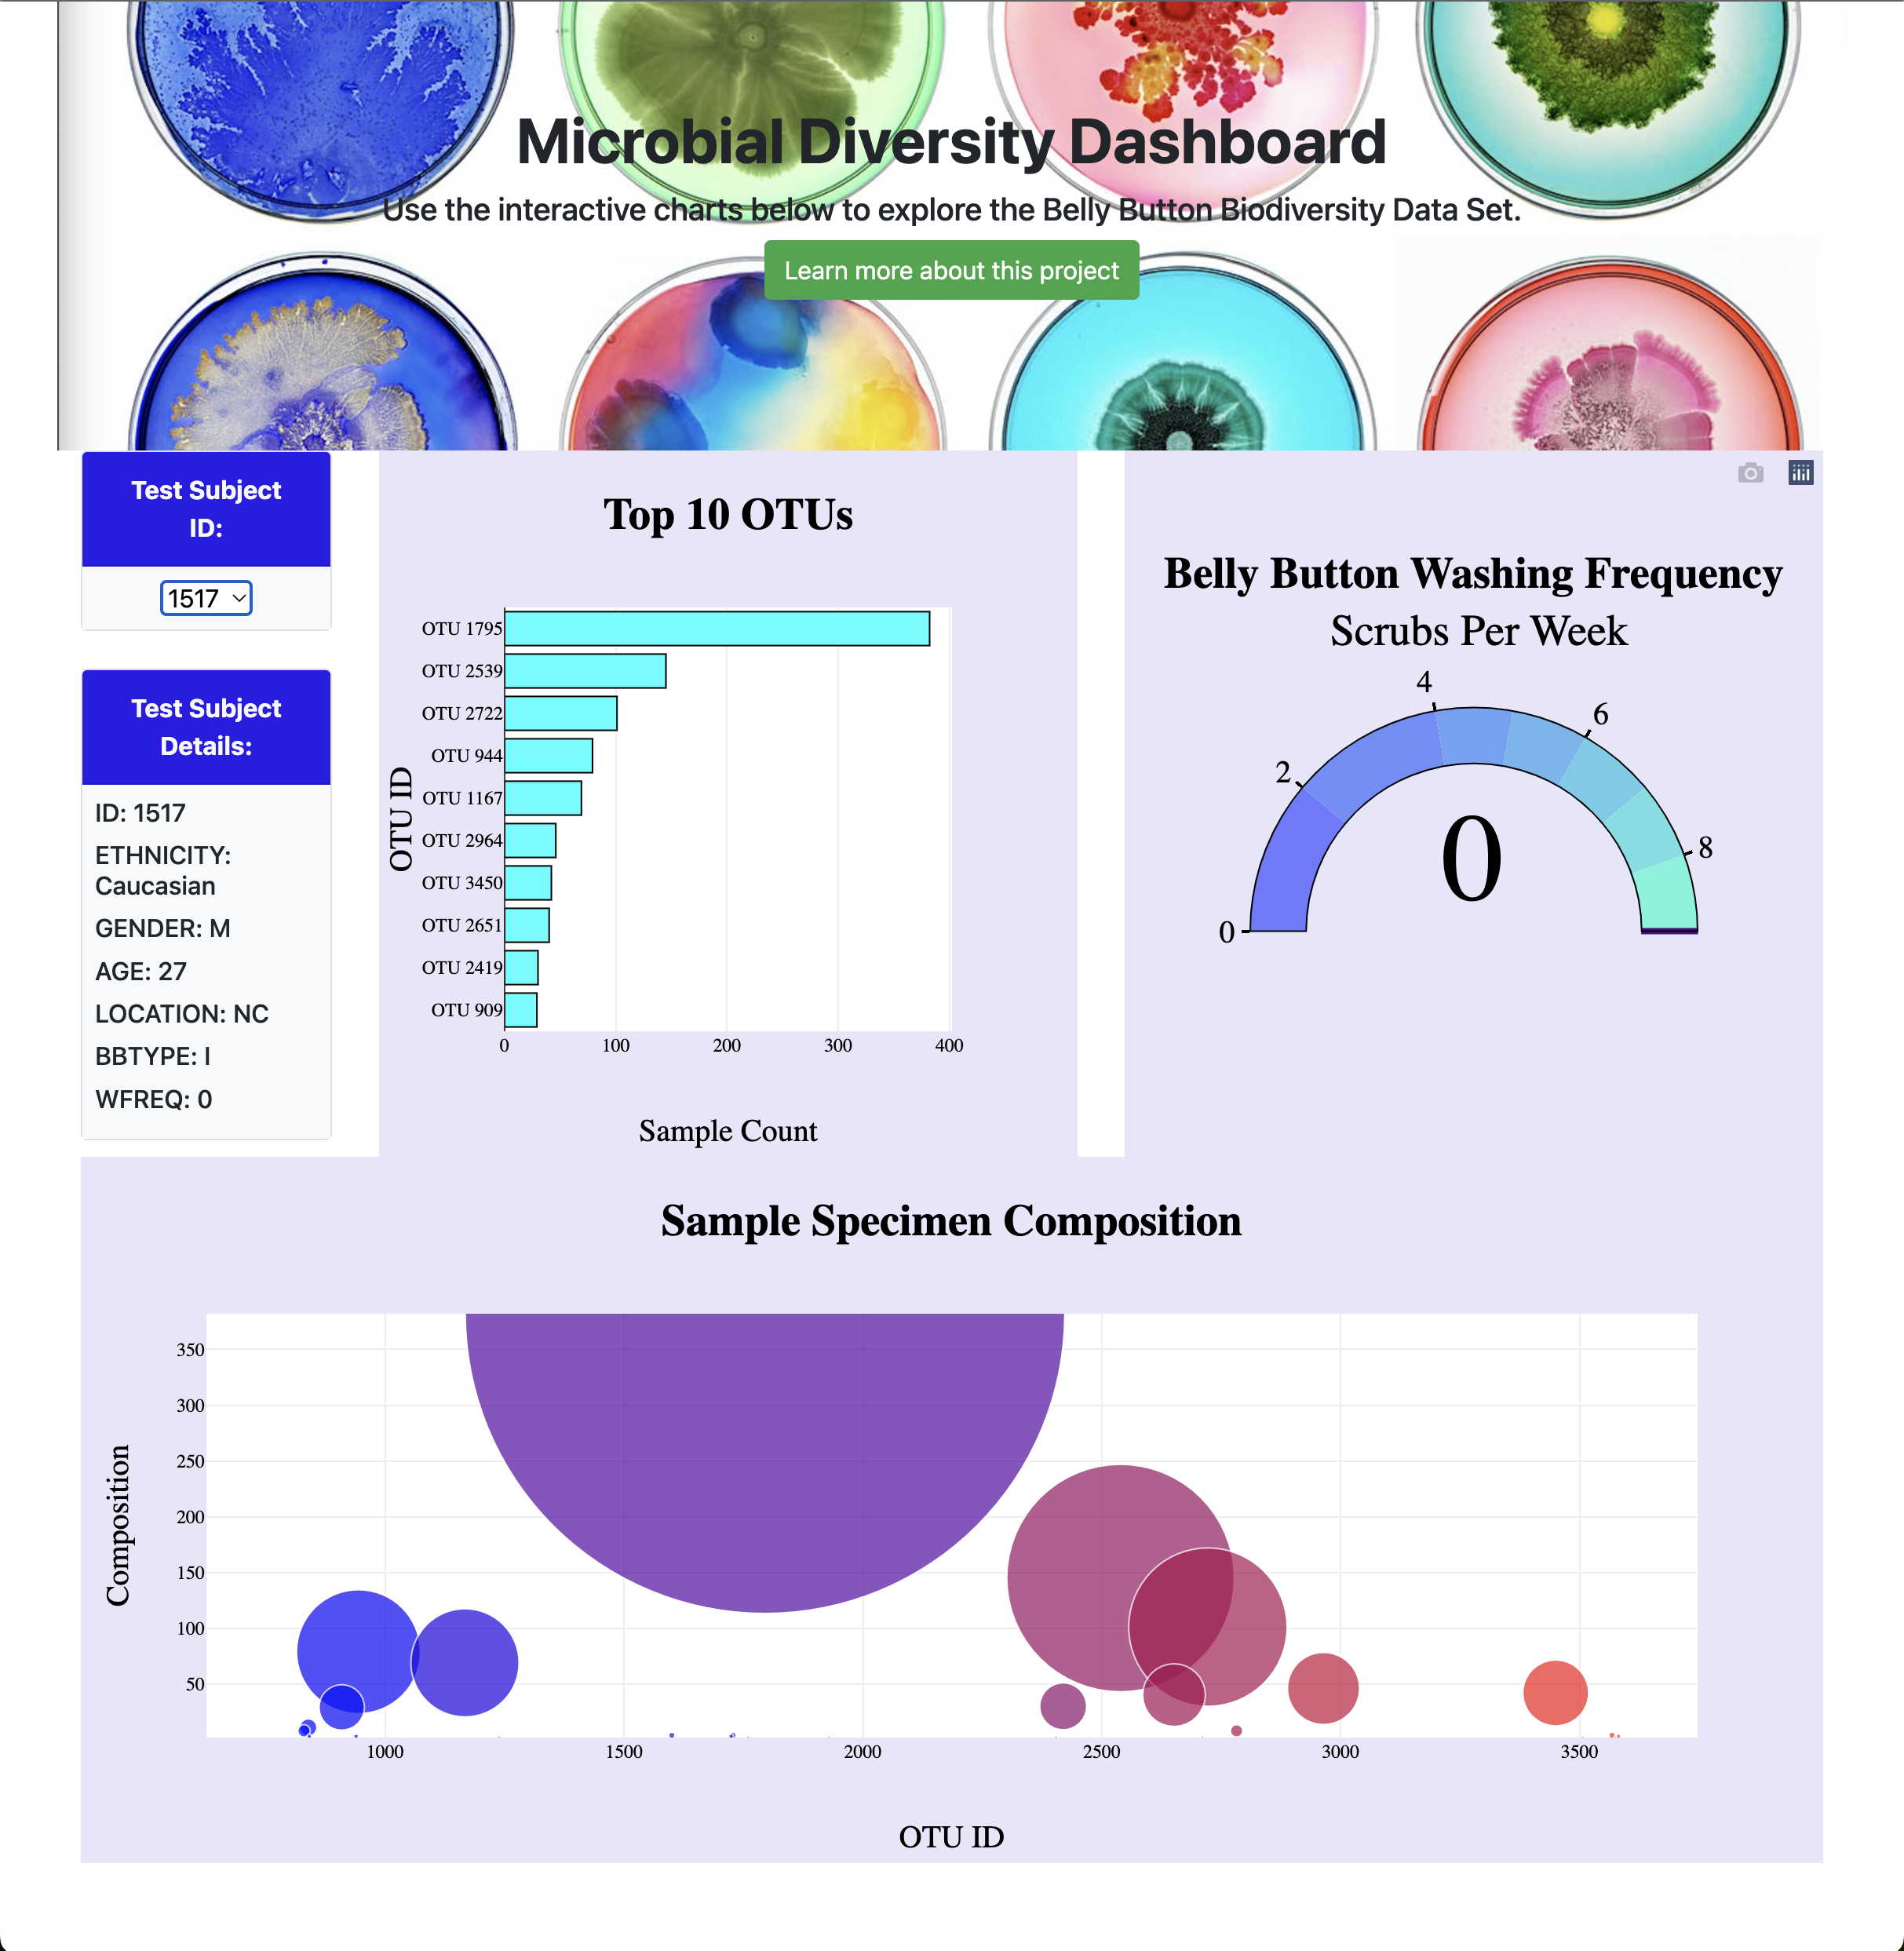 Microbial Diversity Dashboard
Use the interactive charts below to explore the Belly Button Biodiversity Data Set.
Learn more about this project
Test Subject
ID:
1517
Test Subject
Details:
ID: 1517
ETHNICITY:
Caucasian
GENDER: M
AGE: 27
LOCATION: NC
BBTYPE: I
WFREQ: 0
Top 10 OTUs
OTU ID
OTU 1795
OTU 2539
OTU 2722
OTU 944
OTU 1167
OTU 2964
OTU 3450
OTU 2651
OTU 2419
OTU 909
0 100 200 300 400
Sample Count
Belly Button Washing Frequency
Scrubs Per Week
0
2
4
6
8
0
Sample Specimen Composition
Composition
350
300
250
200
150
100
50
1000 1500 2000 2500 3000 3500
OTU ID